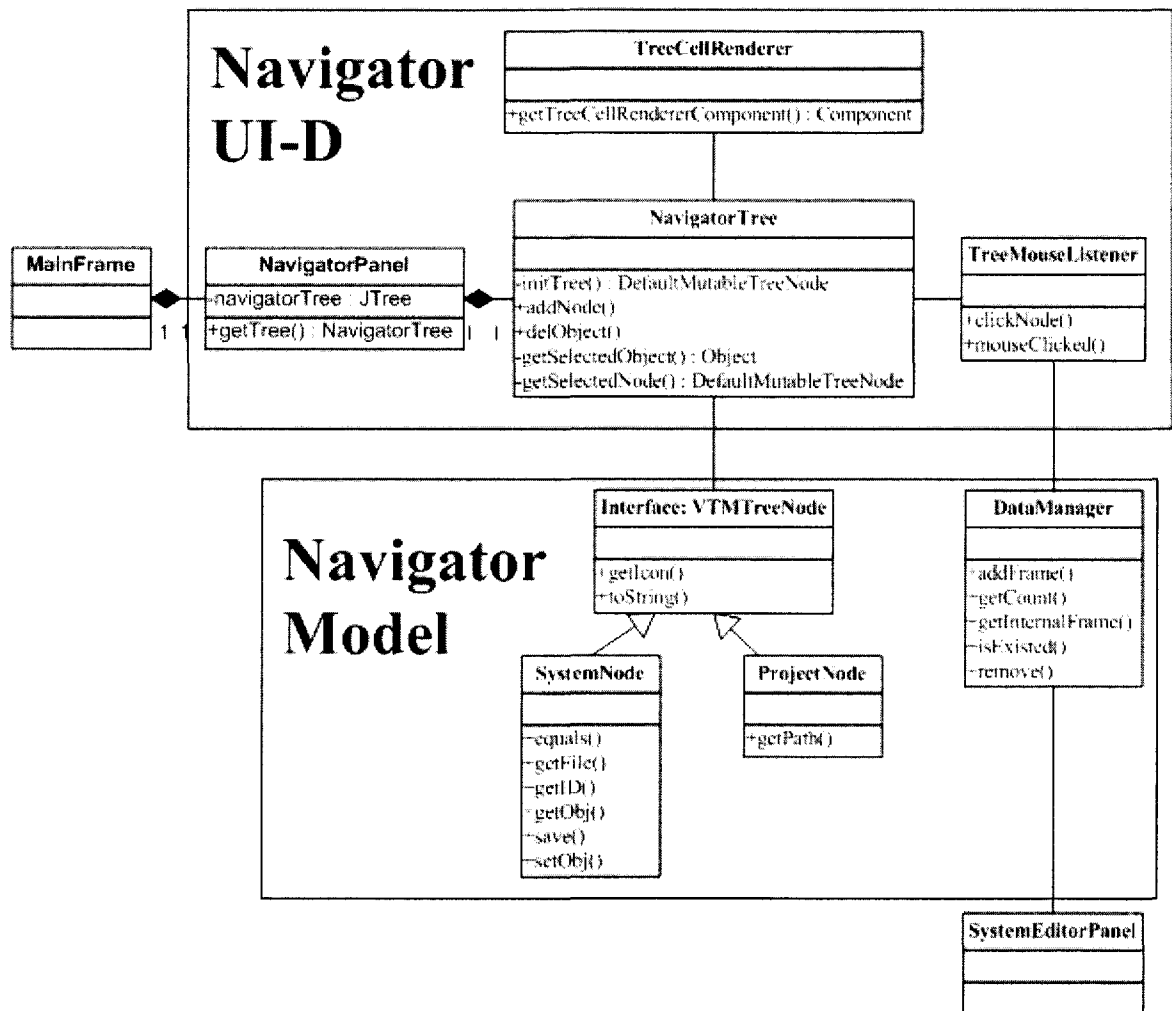 Navigator
UI-D
TreeCellRenderer
+getTreeCellRendererComponent() : Component
NavigatorTree
-initTree() : DefaultMutableTreeNode
+addNode()
+delObject()
-getSelectedObject() : Object
-getSelectedNode() : DefaultMutableTreeNode
MainFrame
NavigatorPanel
-navigatorTree : JTree
+getTree() : NavigatorTree
1 1
1 1
TreeMouseListener
+clickNode()
+mouseClicked()
Navigator
Model
Interface: VTMTreeNode
+getIcon()
+toString()
DataManager
+addFrame()
+getCount()
+getInternalFrame()
+isExisted()
+remove()
SystemNode
+equals()
+getFile()
+getID()
+getObj()
+save()
+setObj()
ProjectNode
+getPath()
SystemEditorPanel